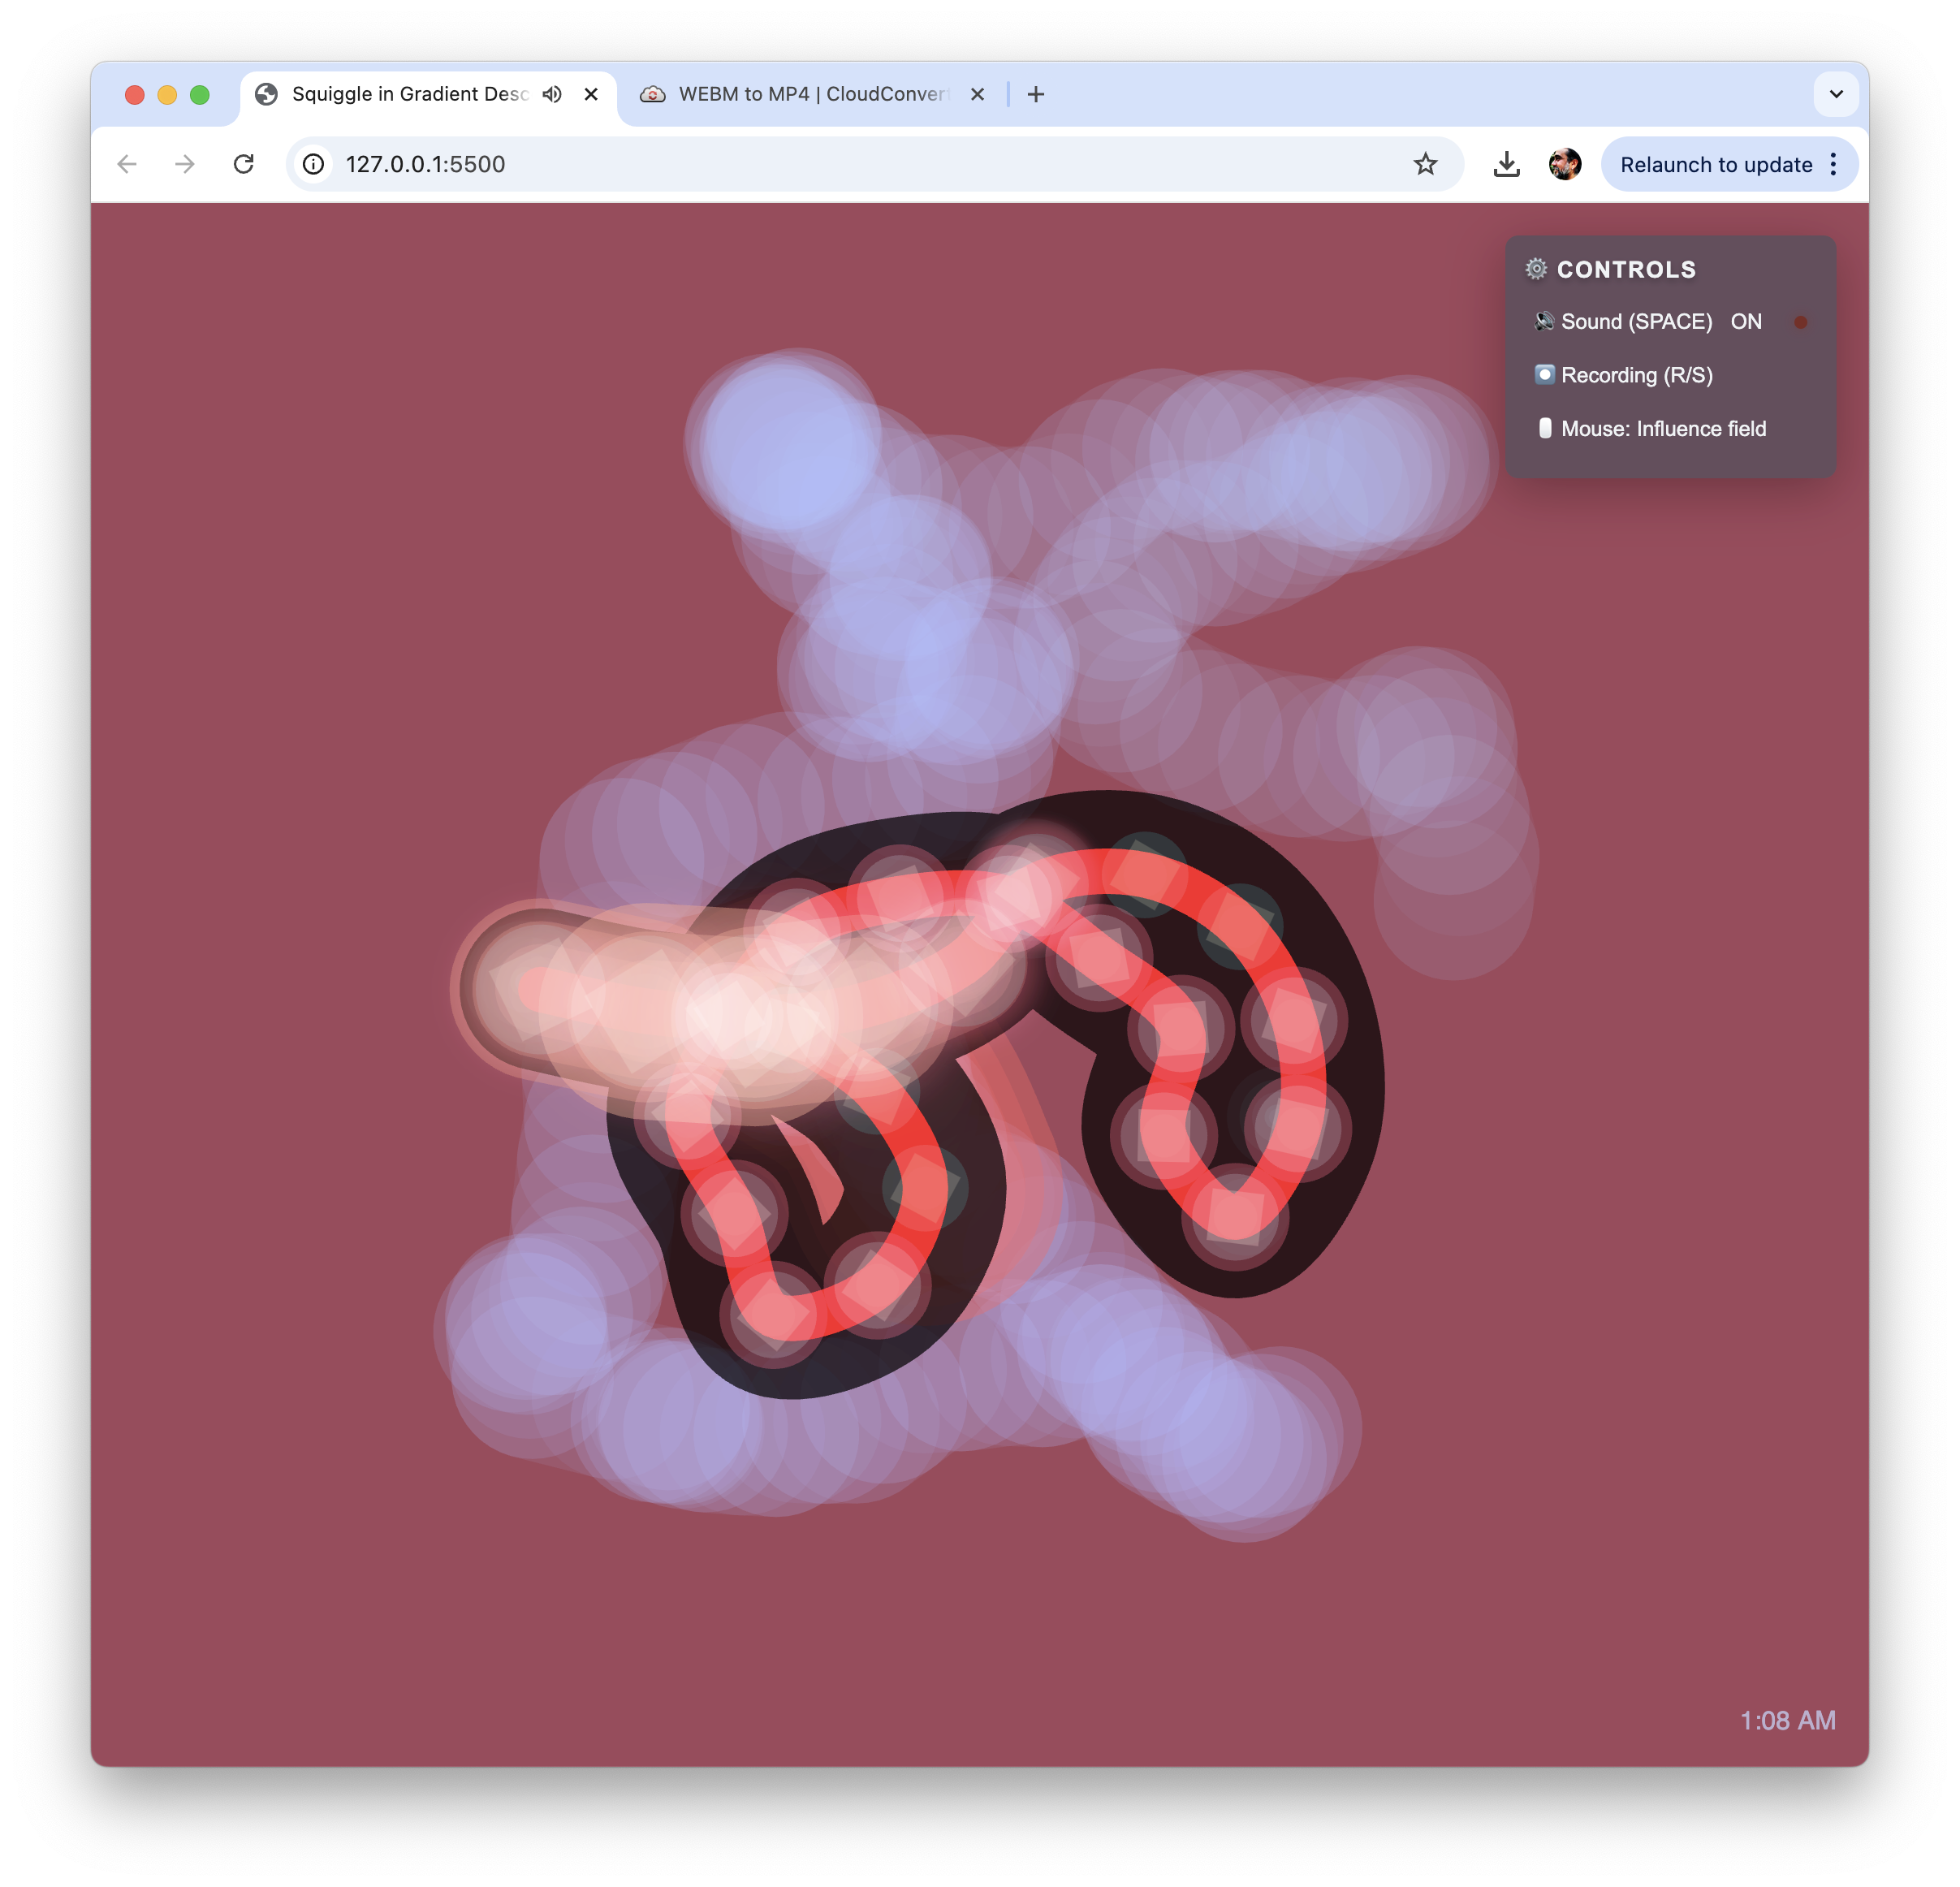 Squiggle in Gradient Desc
WEBM to MP4 | CloudConver
127.0.0.1:5500
Relaunch to update
CONTROLS
Sound (SPACE) ON
Recording (R/S)
Mouse: Influence field
1:08 AM